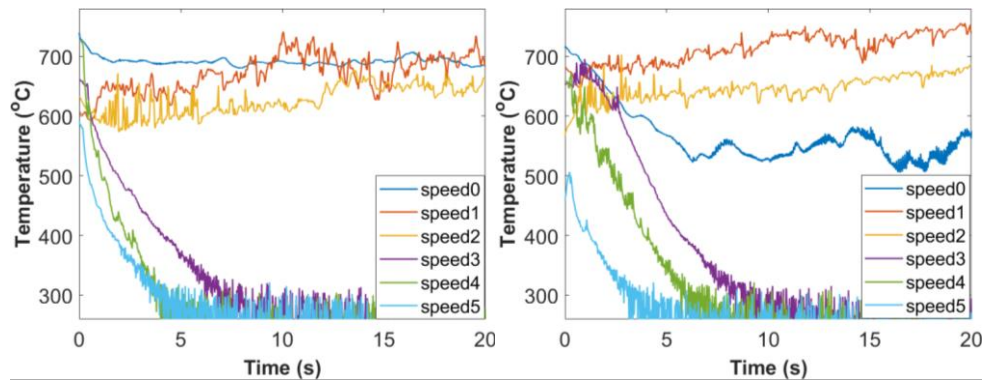 700
600
500
400
300
Temperature (°C)
0
5
10
15
20
Time (s)
speed0
speed1
speed2
speed3
speed4
speed5
700
600
500
400
300
Temperature (°C)
0
5
10
15
20
Time (s)
speed0
speed1
speed2
speed3
speed4
speed5